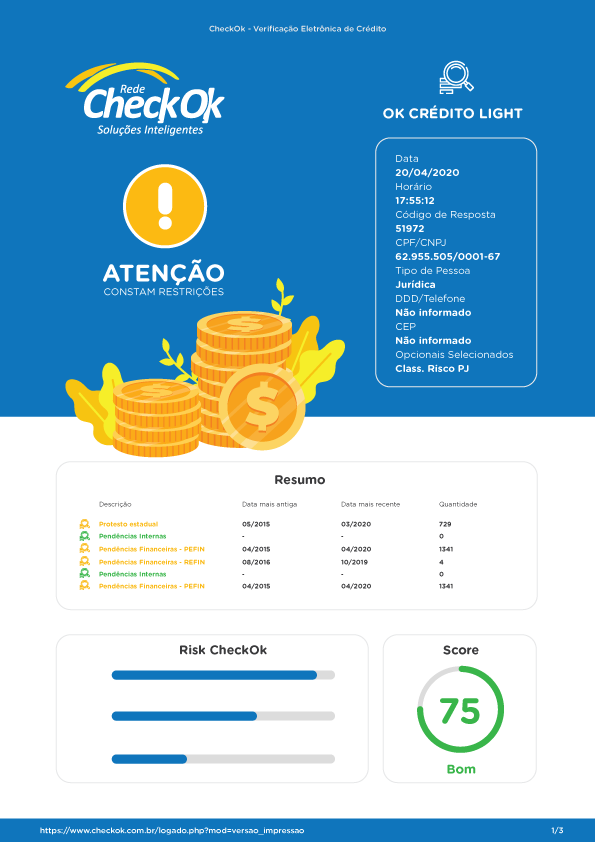 CheckOk - Verificação Eletrônica de Crédito
Rede
CheckOk
Soluções Inteligentes
OK CRÉDITO LIGHT
Data
20/04/2020
Horário
17:55:12
Código de Resposta
51972
CPF/CNPJ
62.955.505/0001-67
Tipo de Pessoa
Jurídica
DDD/Telefone
Não informado
CEP
Não informado
Opcionais Selecionados
Class. Risco PJ
!
ATENÇÃO
CONSTAM RESTRIÇÕES
$
$
$
Resumo
Descrição Data mais antiga Data mais recente Quantidade
Protesto estadual 05/2015 03/2020 729
Pendências Internas - - 0
Pendências Financeiras - PEFIN 04/2015 04/2020 1341
Pendências Financeiras - REFIN 08/2016 10/2019 4
Pendências Internas - - 0
Pendências Financeiras - PEFIN 04/2015 04/2020 1341
Risk CheckOk
Score
75
Bom
https://www.checkok.com.br/logado.php?mod=versao_impressao 1/3